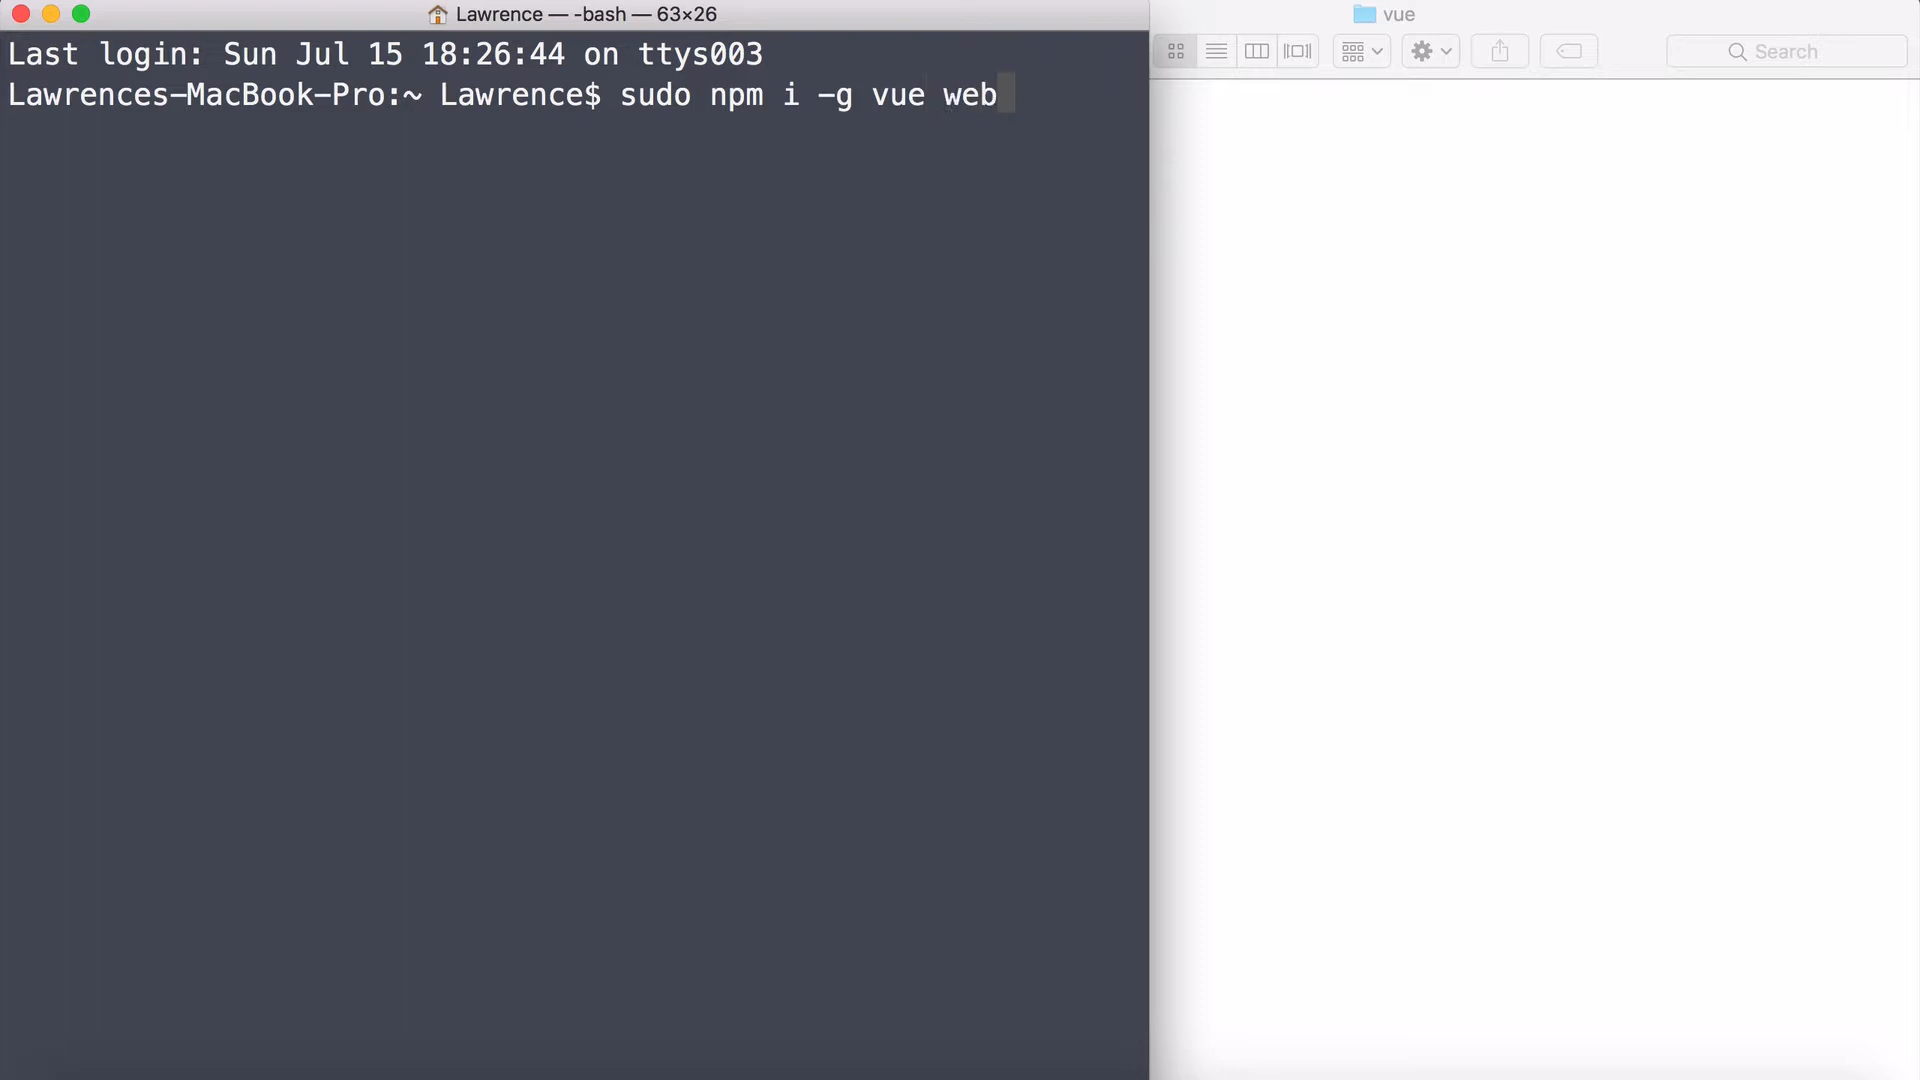 Lawrence — -bash — 63×26
Last login: Sun Jul 15 18:26:44 on ttys003
Lawrences-MacBook-Pro:~ Lawrence$ sudo npm i -g vue web
vue
Search